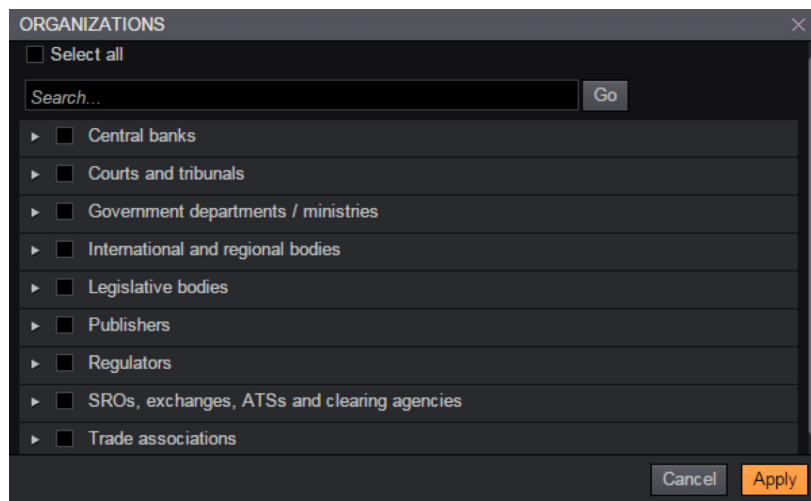 ORGANIZATIONS
Select all
Search...
Go
Central banks
Courts and tribunals
Government departments / ministries
International and regional bodies
Legislative bodies
Publishers
Regulators
SROs, exchanges, ATSs and clearing agencies
Trade associations
Cancel
Apply